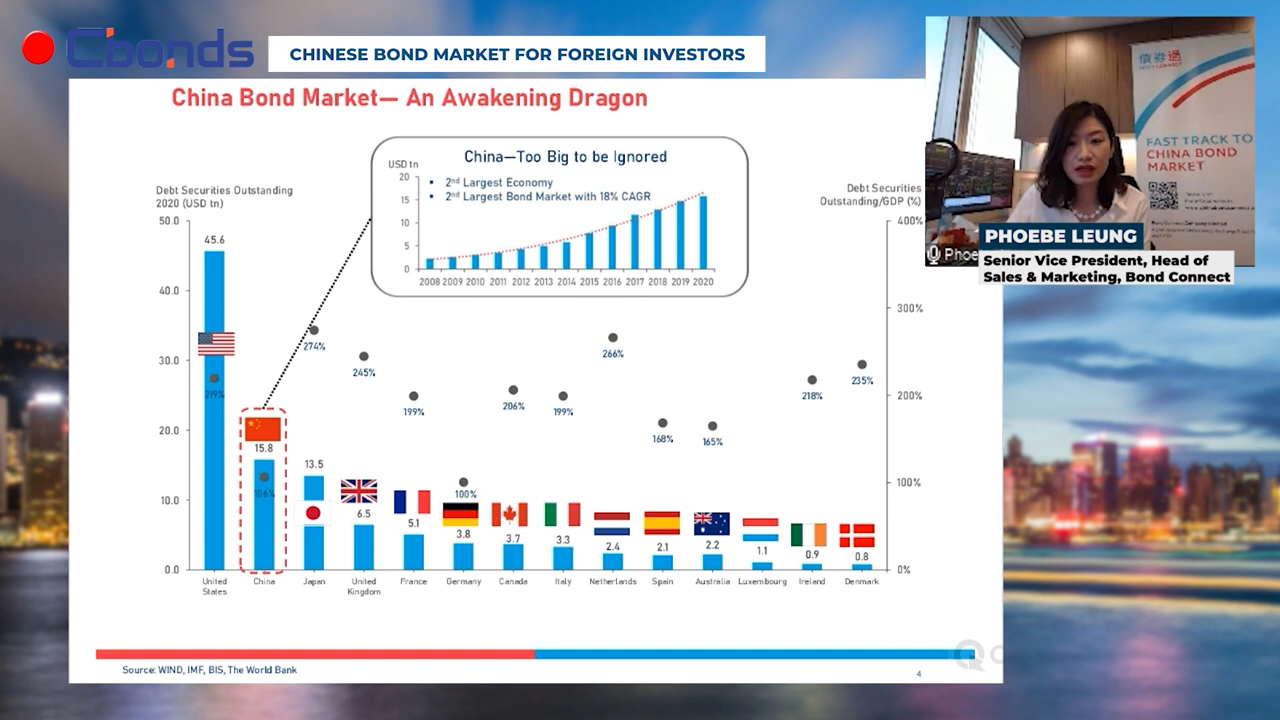 Cbonds
CHINESE BOND MARKET FOR FOREIGN INVESTORS
China Bond Market— An Awakening Dragon
China—Too Big to be Ignored
USD tn
▪ 2nd Largest Economy
▪ 2nd Largest Bond Market with 18% CAGR
20
15
10
5
0
2008 2009 2010 2011 2012 2013 2014 2015 2016 2017 2018 2019 2020
Debt Securities Outstanding
2020 (USD tn)
Debt Securities
Outstanding/GDP (%)
50.0
40.0
30.0
20.0
10.0
0.0
400%
300%
200%
100%
0%
45.6
15.8
13.5
6.5
5.1
3.8
3.7
3.3
2.4
2.1
2.2
1.1
0.9
0.8
219%
106%
274%
245%
199%
100%
206%
199%
266%
168%
165%
218%
235%
United
States
China
Japan
United
Kingdom
France
Germany
Canada
Italy
Netherlands
Spain
Australia
Luxembourg
Ireland
Denmark
Source: WIND, IMF, BIS, The World Bank
4
債券通
FAST TRACK TO
CHINA BOND
MARKET
Phoe
PHOEBE LEUNG
Senior Vice President, Head of
Sales & Marketing, Bond Connect